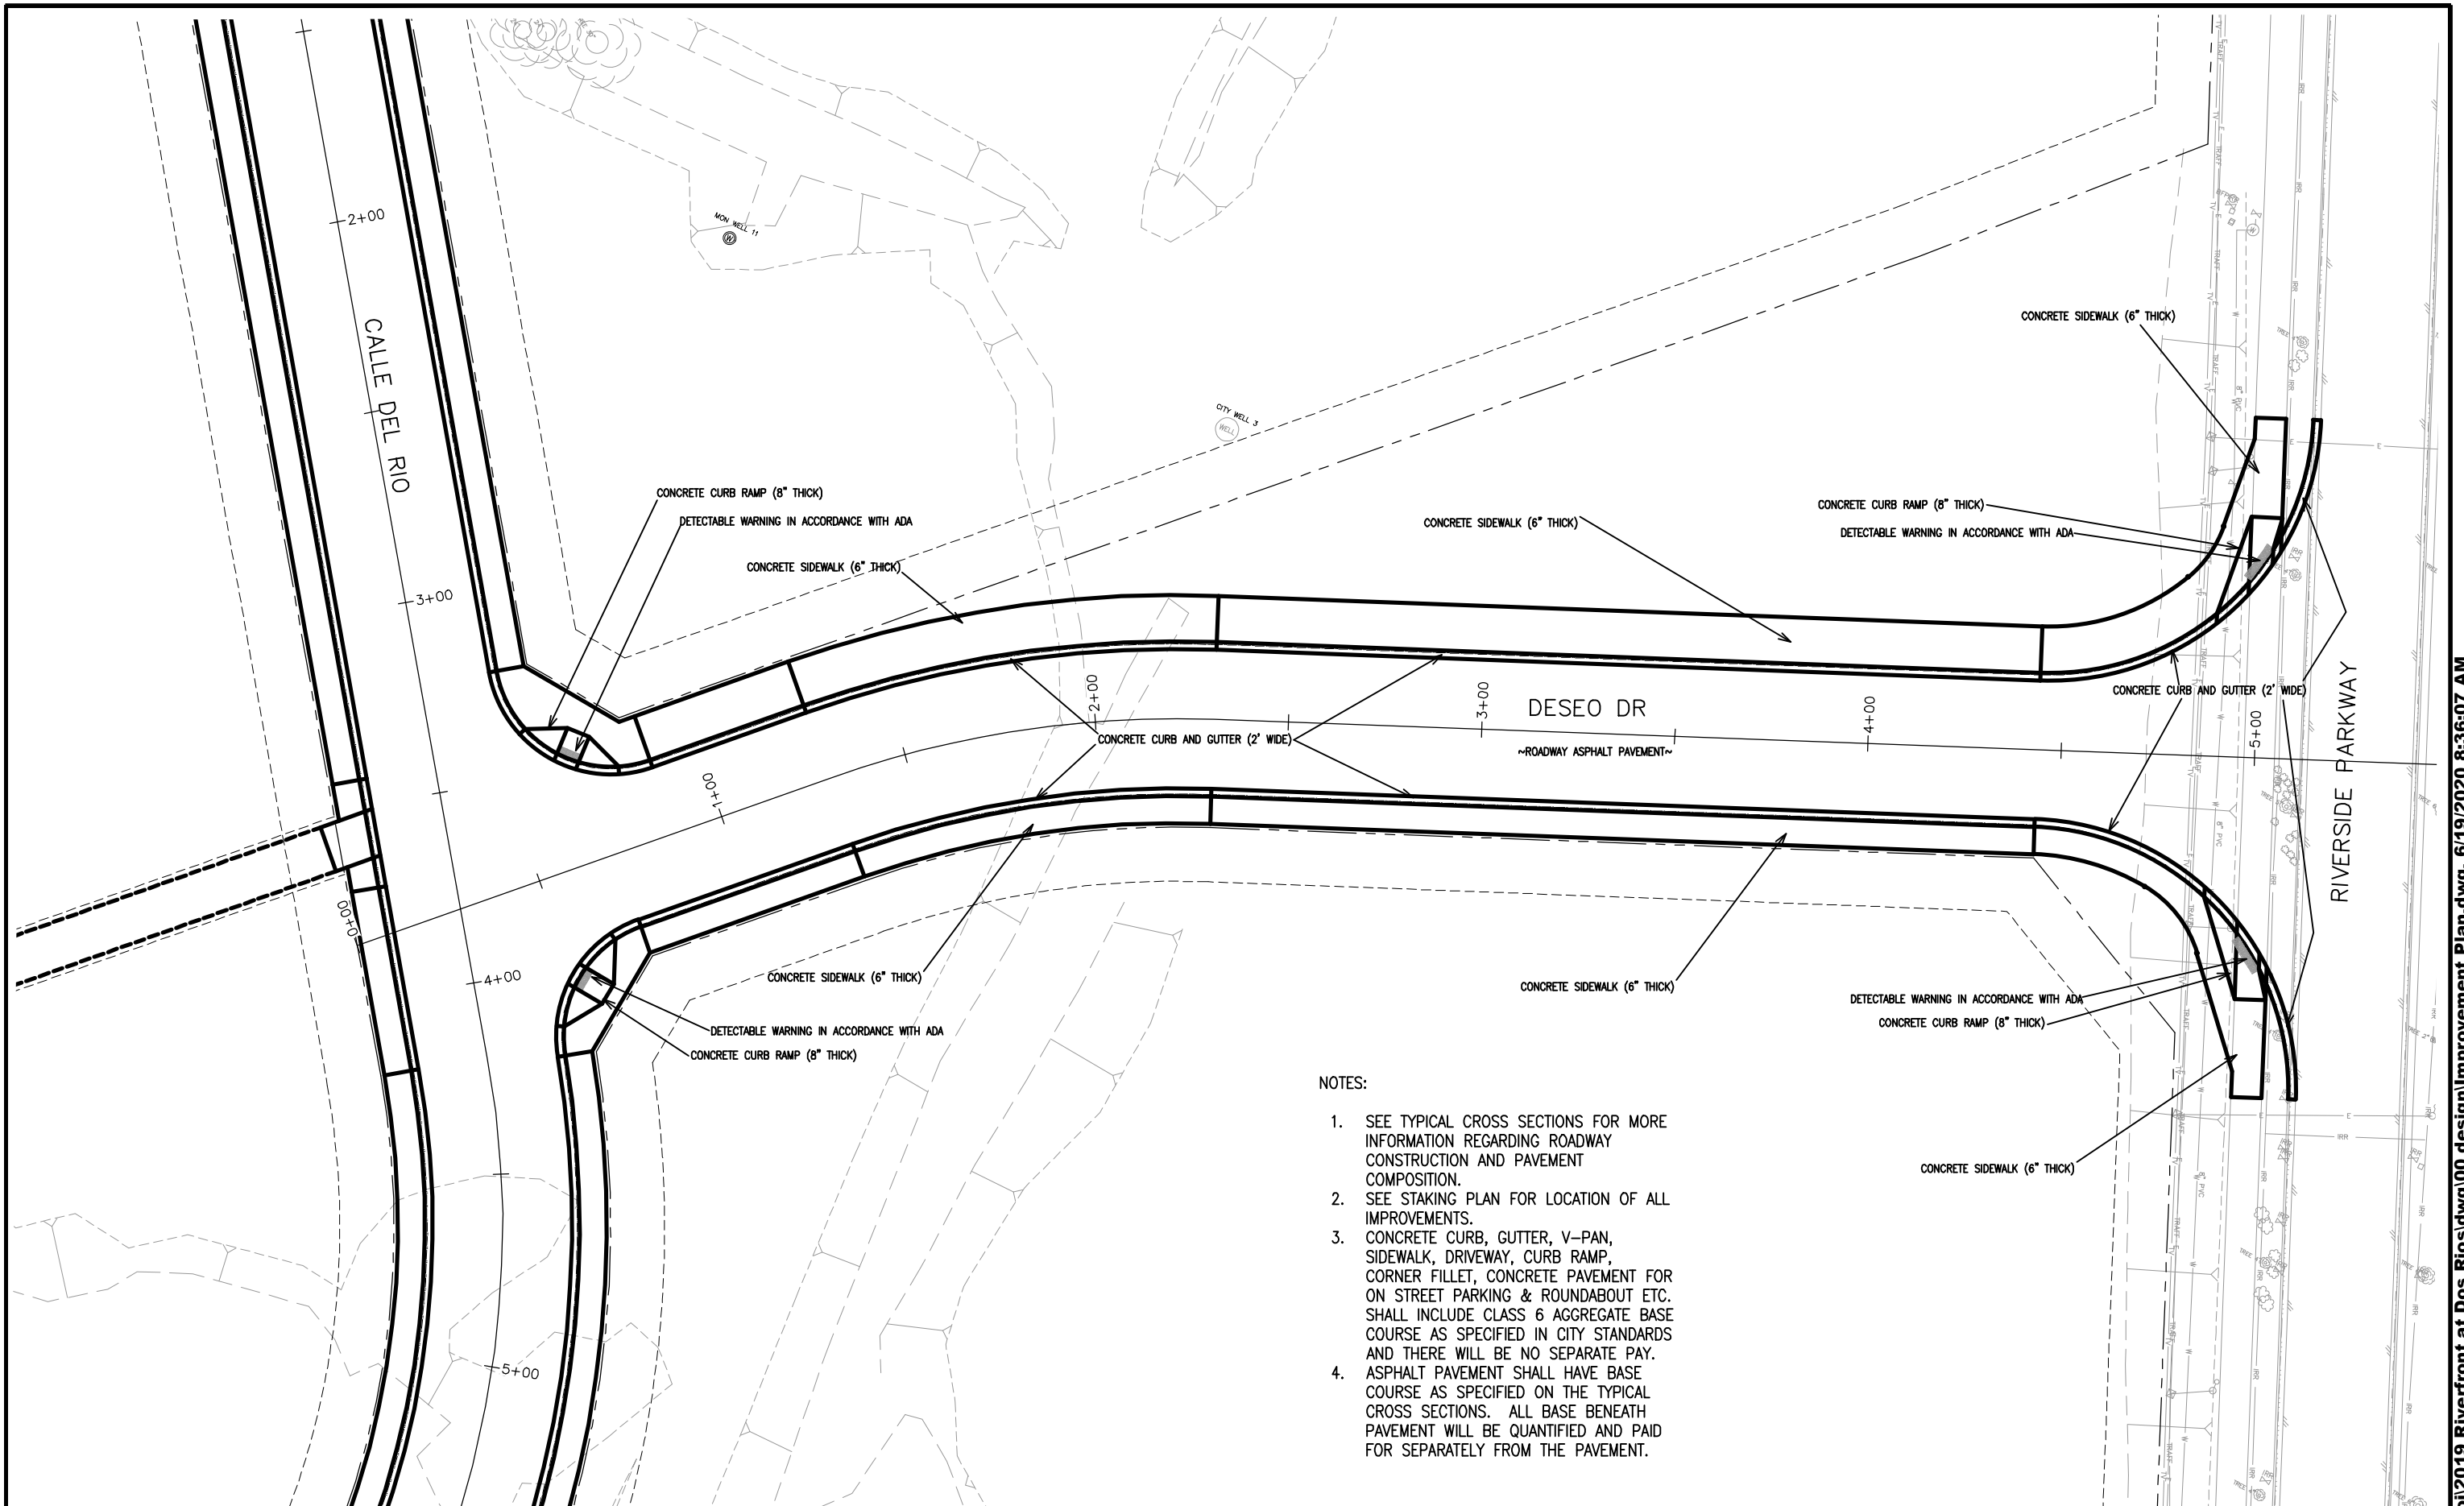 MON WELL 11
W
2+00
CALLE DEL RIO
CITY WELL 3
WELL
CONCRETE SIDEWALK (6" THICK)
CONCRETE CURB RAMP (8" THICK)
DETECTABLE WARNING IN ACCORDANCE WITH ADA
CONCRETE SIDEWALK (6" THICK)
CONCRETE SIDEWALK (6" THICK)
CONCRETE CURB RAMP (8" THICK)
DETECTABLE WARNING IN ACCORDANCE WITH ADA
3+00
2+00
3+00
DESEO DR
4+00
5+00
CONCRETE CURB AND GUTTER (2' WIDE)
RIVERSIDE PARKWAY
CONCRETE CURB AND GUTTER (2' WIDE)
~ROADWAY ASPHALT PAVEMENT~
1+00
0+00
4+00
CONCRETE SIDEWALK (6" THICK)
CONCRETE SIDEWALK (6" THICK)
DETECTABLE WARNING IN ACCORDANCE WITH ADA
CONCRETE CURB RAMP (8" THICK)
DETECTABLE WARNING IN ACCORDANCE WITH ADA
CONCRETE CURB RAMP (8" THICK)
CONCRETE SIDEWALK (6" THICK)
5+00
NOTES:
1. SEE TYPICAL CROSS SECTIONS FOR MORE
INFORMATION REGARDING ROADWAY
CONSTRUCTION AND PAVEMENT
COMPOSITION.
2. SEE STAKING PLAN FOR LOCATION OF ALL
IMPROVEMENTS.
3. CONCRETE CURB, GUTTER, V-PAN,
SIDEWALK, DRIVEWAY, CURB RAMP,
CORNER FILLET, CONCRETE PAVEMENT FOR
ON STREET PARKING & ROUNDABOUT ETC.
SHALL INCLUDE CLASS 6 AGGREGATE BASE
COURSE AS SPECIFIED IN CITY STANDARDS
AND THERE WILL BE NO SEPARATE PAY.
4. ASPHALT PAVEMENT SHALL HAVE BASE
COURSE AS SPECIFIED ON THE TYPICAL
CROSS SECTIONS. ALL BASE BENEATH
PAVEMENT WILL BE QUANTIFIED AND PAID
FOR SEPARATELY FROM THE PAVEMENT.
8" PVC
8" PVC
8" PVC
TRAFF
IRR
2019 Riverfront at Dos Rios\dwg\00 design\Improvement Plan.dwg- 6/19/2020 8:36:07 AM